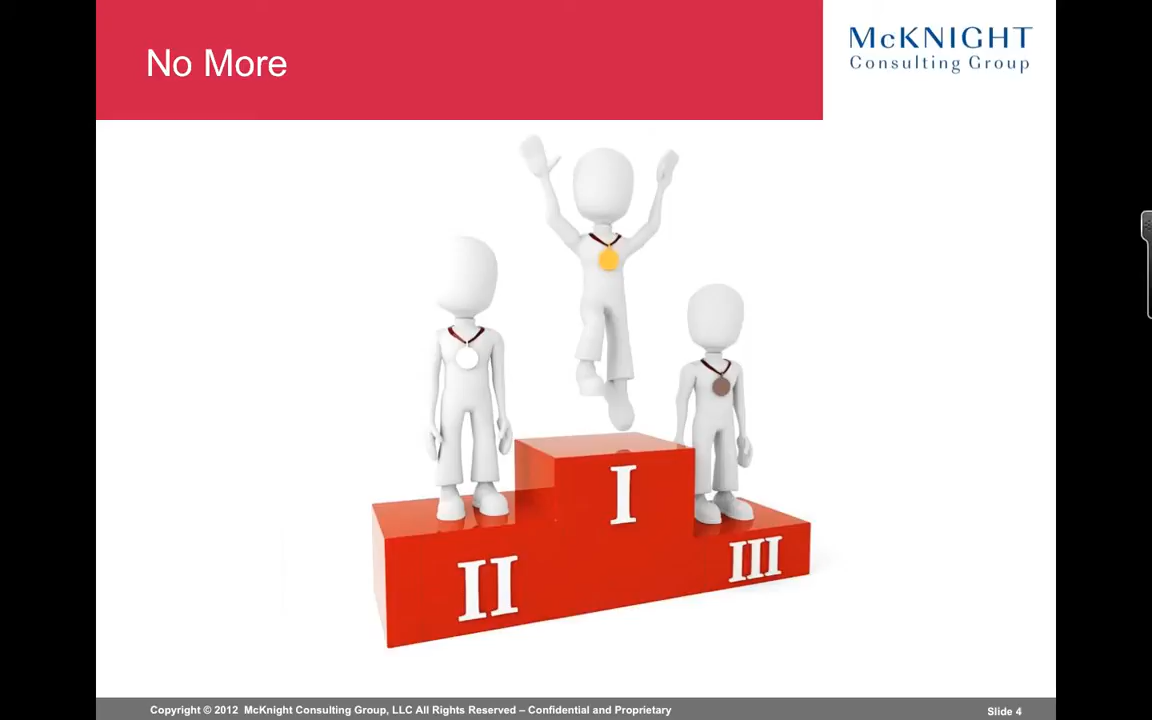 No More
McKNIGHT
Consulting Group
I
II
III
Copyright © 2012 McKnight Consulting Group, LLC All Rights Reserved – Confidential and Proprietary
Slide 4